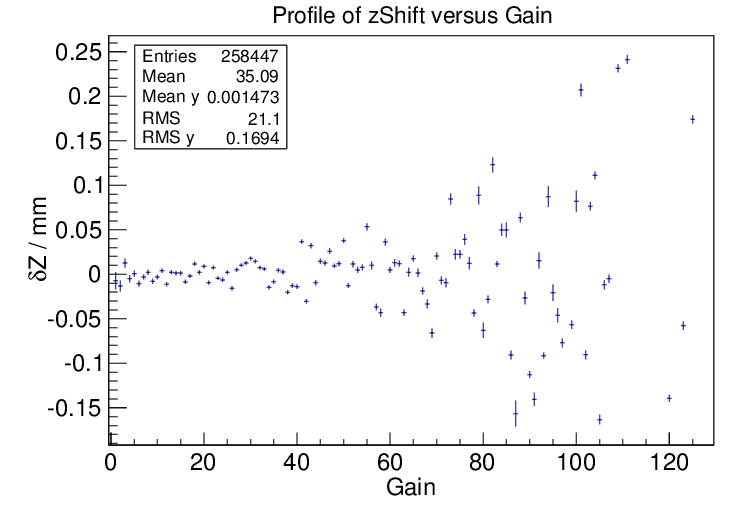 Profile of zShift versus Gain
Entries 258447
Mean 35.09
Mean y 0.001473
RMS 21.1
RMS y 0.1694
δZ / mm
0.25
0.2
0.15
0.1
0.05
0
-0.05
-0.1
-0.15
0 20 40 60 80 100 120
Gain